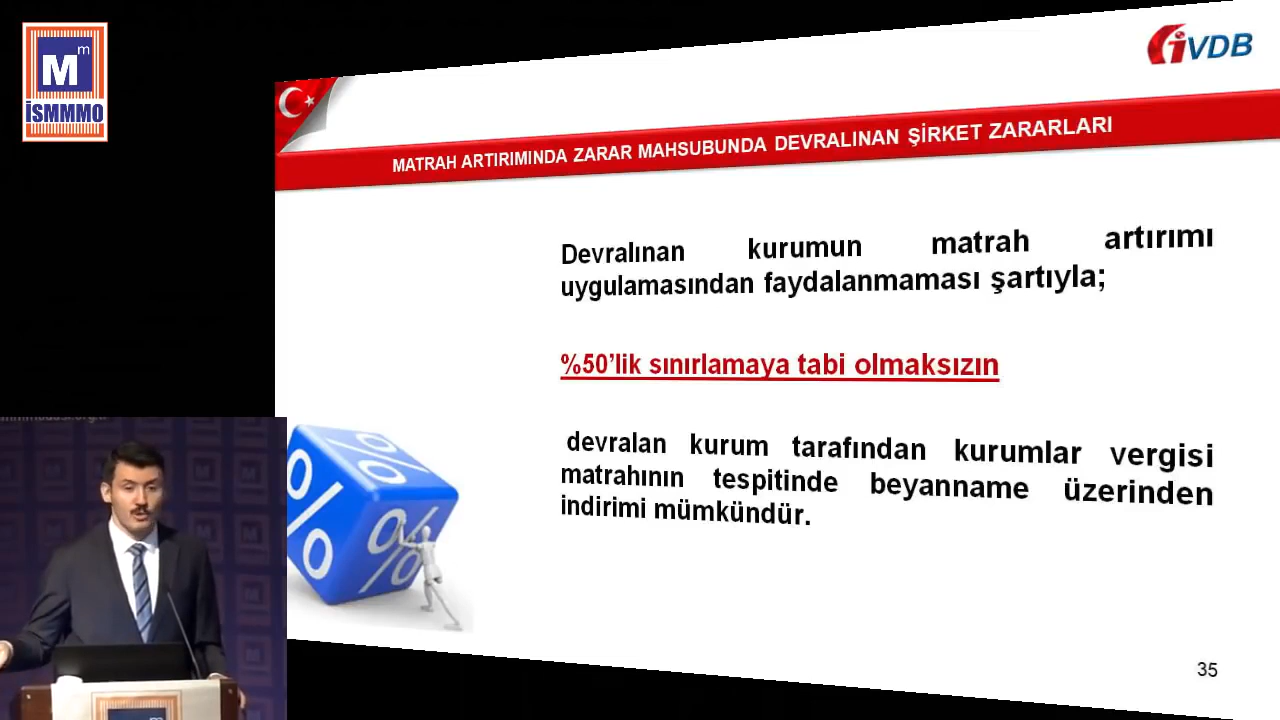 M
m
İSMMMO
iVDB
MATRAH ARTIRIMINDA ZARAR MAHSUBUNDA DEVRALINAN ŞİRKET ZARARLARI
Devralınan kurumun matrah artırımı
uygulamasından faydalanmaması şartıyla;
%50’lik sınırlamaya tabi olmaksızın
devralan kurum tarafından kurumlar vergisi
matrahının tespitinde beyanname üzerinden
indirimi mümkündür.
% % %
35
M
m